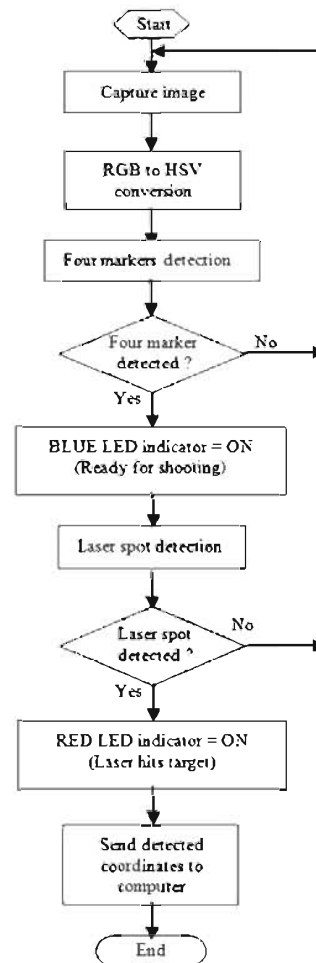 Start
Capture image
RGB to HSV
conversion
Four markers detection
Four marker
detected ?
No
Yes
BLUE LED indicator = ON
(Ready for shooting)
Laser spot detection
Laser spot
detected ?
No
Yes
RED LED indicator = ON
(Laser hits target)
Send detected
coordinates to
computer
End